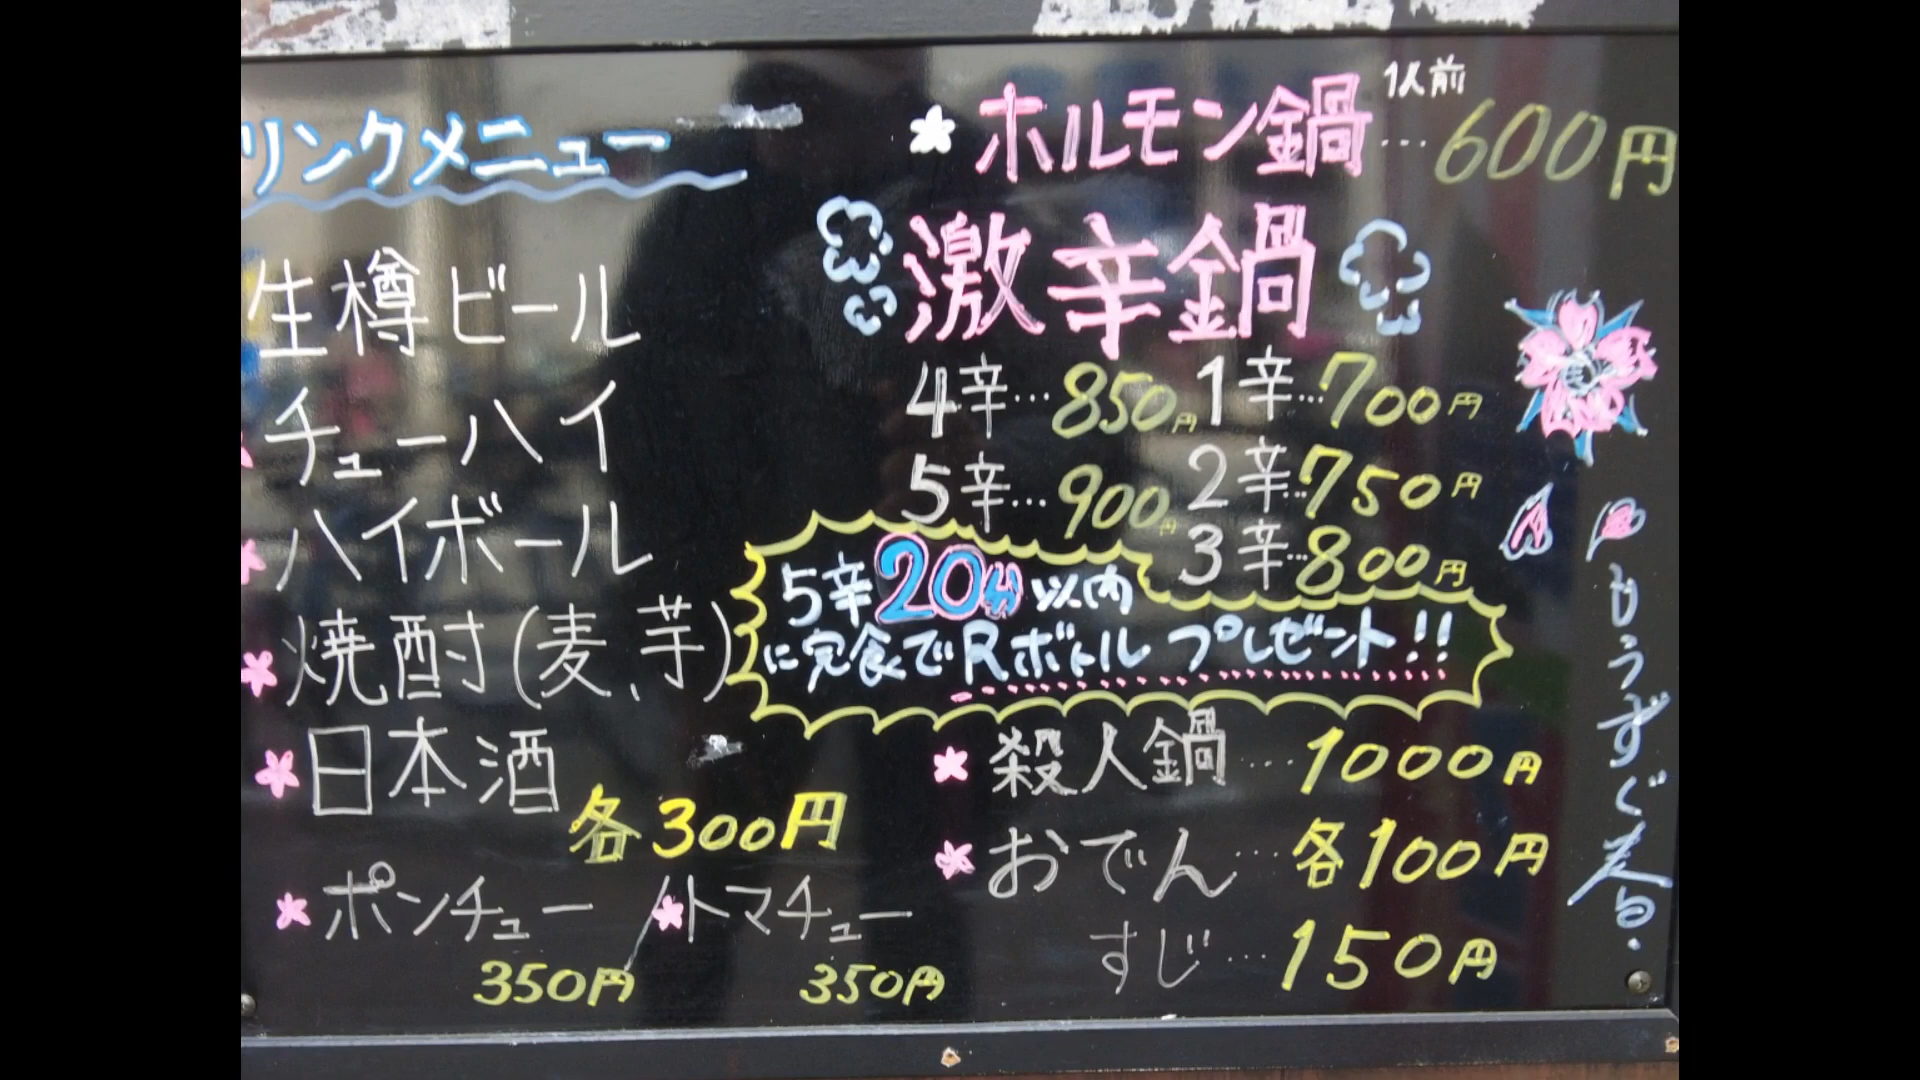 リンクメニュー
生樽ビール
チューハイ
ハイボール
焼酎(麦、芋)
日本酒
各300円
ポンチュー/トマチュー
350円 350円
ホルモン鍋…1人前600円
激辛鍋
4辛…850円 1辛…700円
5辛…900円 2辛…750円
3辛…800円
5辛20分以内
に完食でRボトルプレゼント!!
殺人鍋…1000円
おでん…各100円
すじ…150円
もうすぐ春.